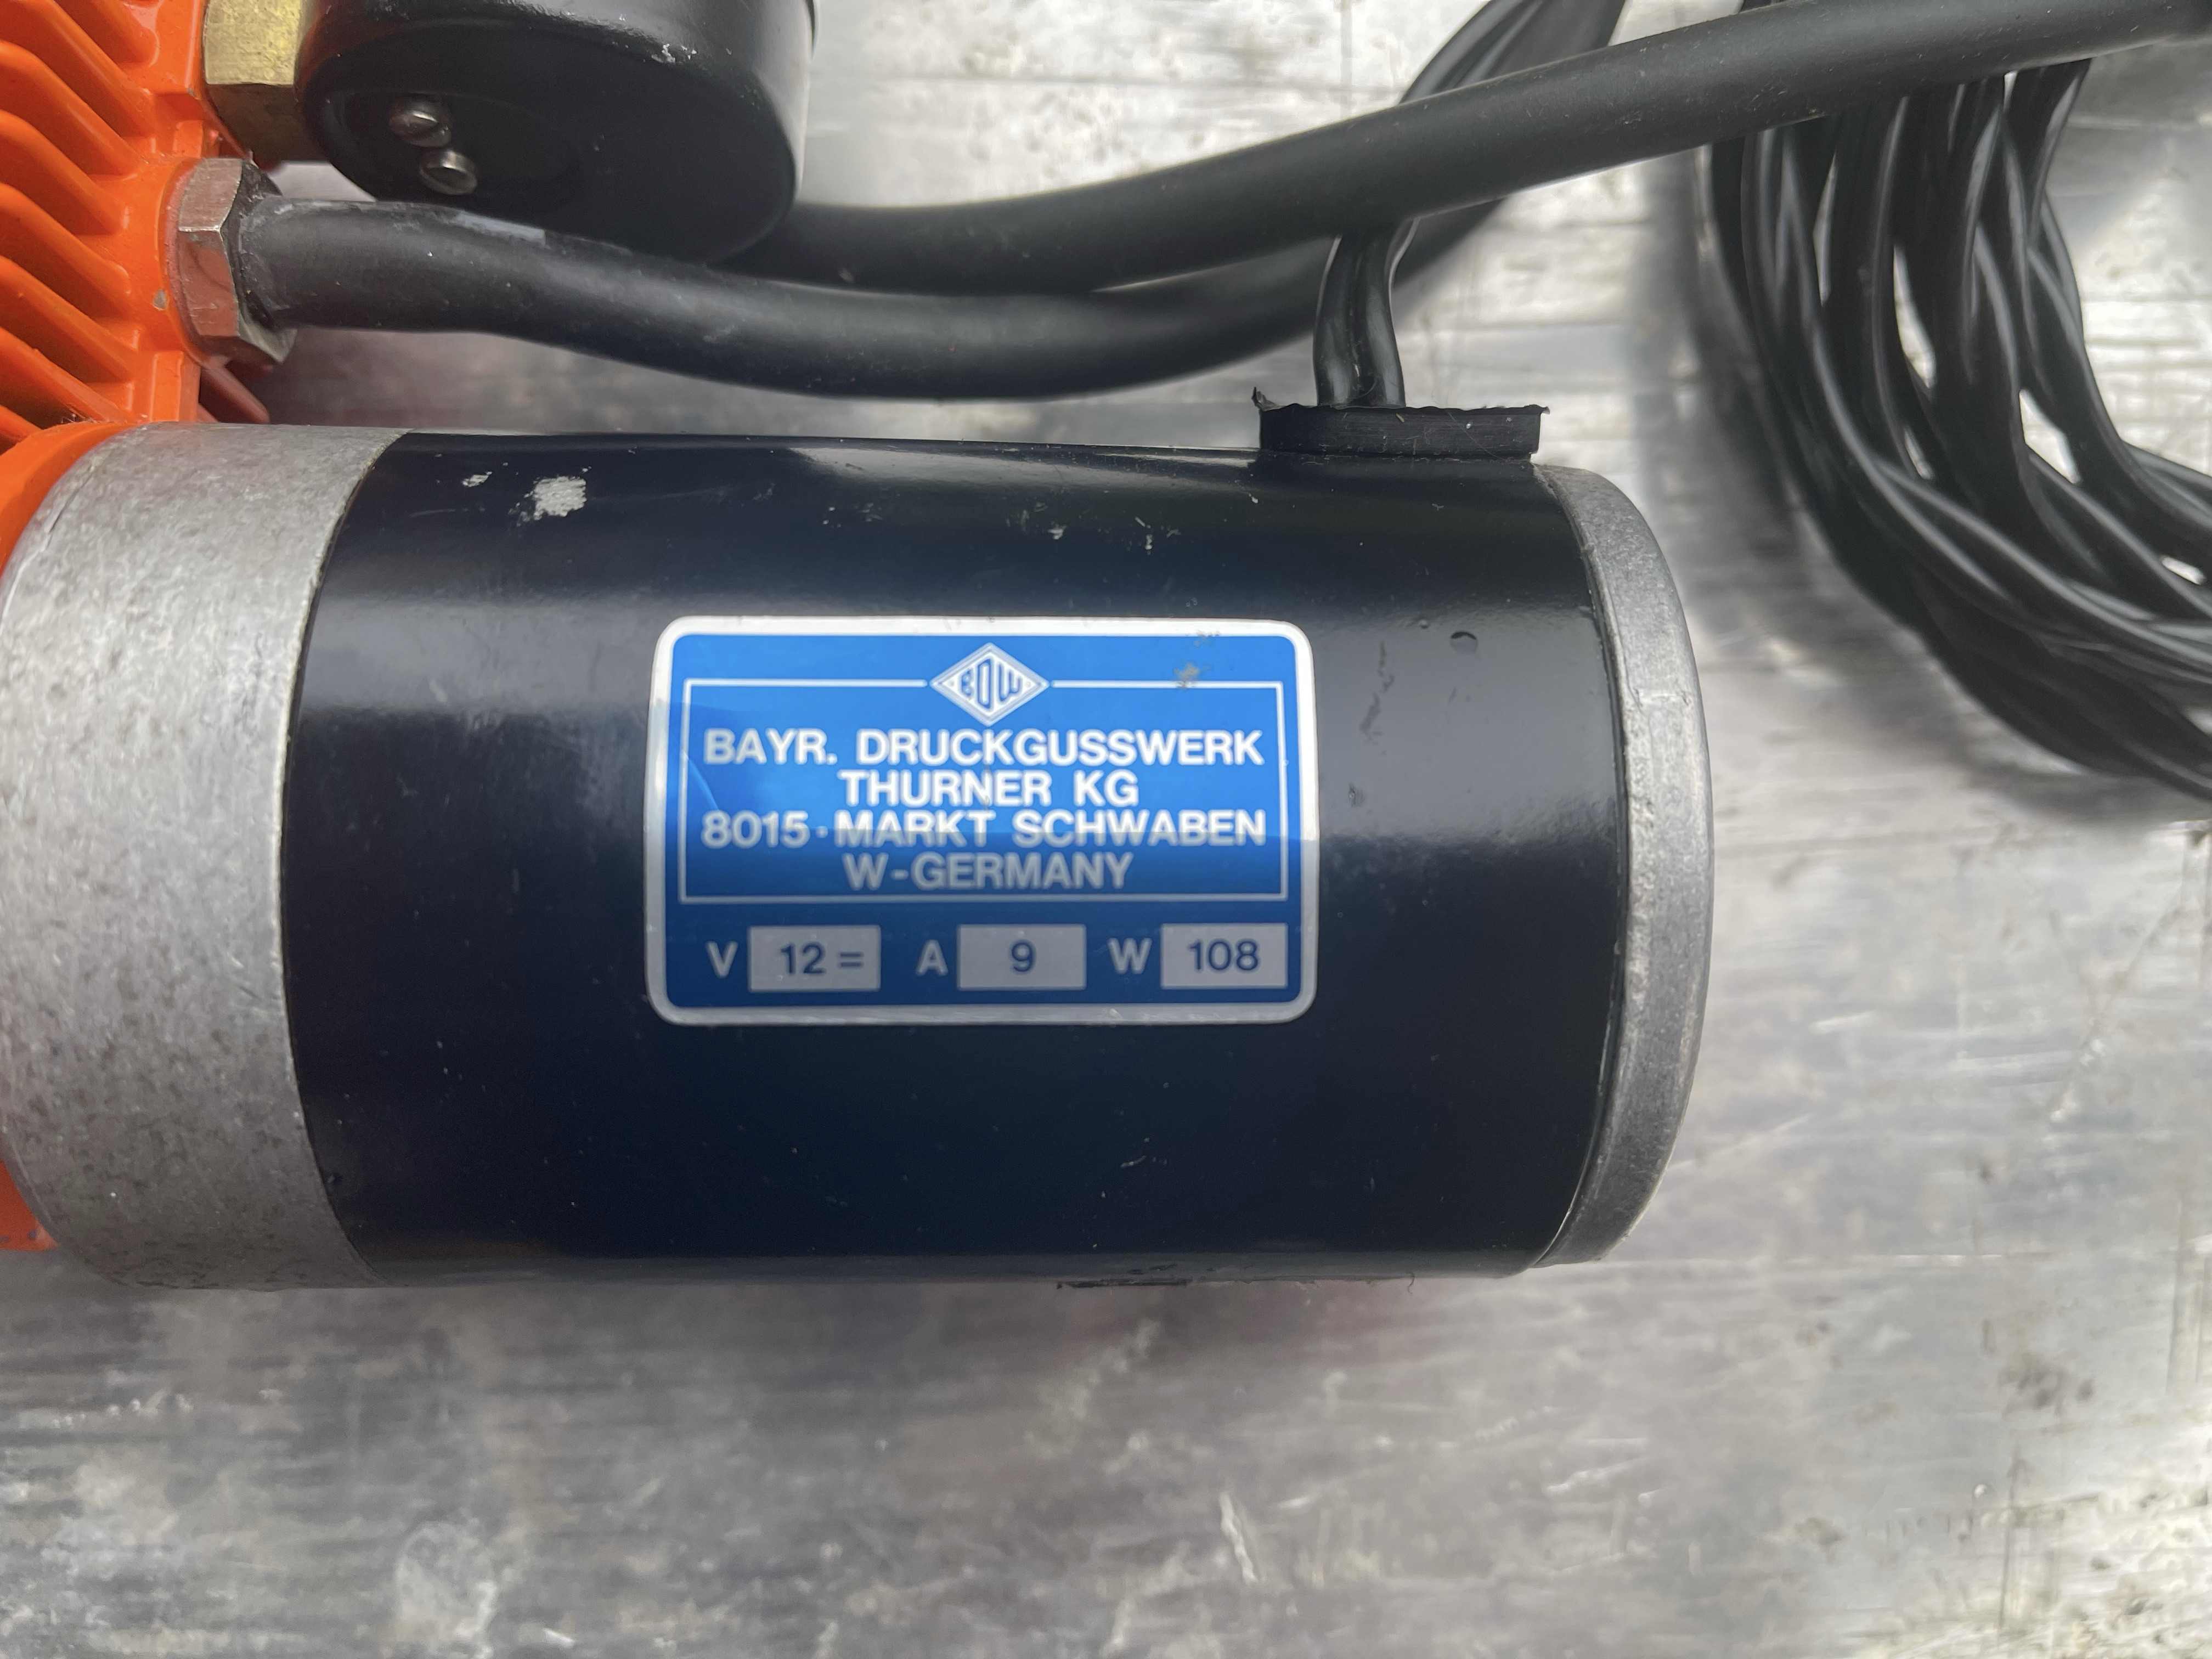 BDW
BAYR. DRUCKGUSSWERK
THURNER KG
8015 · MARKT SCHWABEN
W-GERMANY
V 12 = A 9 W 108